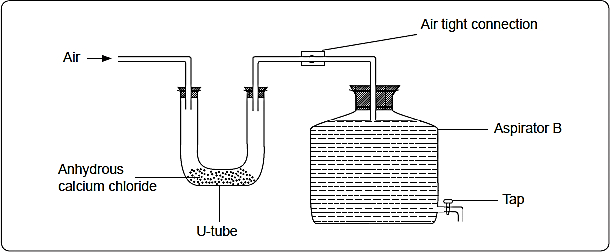 Air tight connection
Air
Aspirator B
Anhydrous
calcium chloride
Tap
U-tube